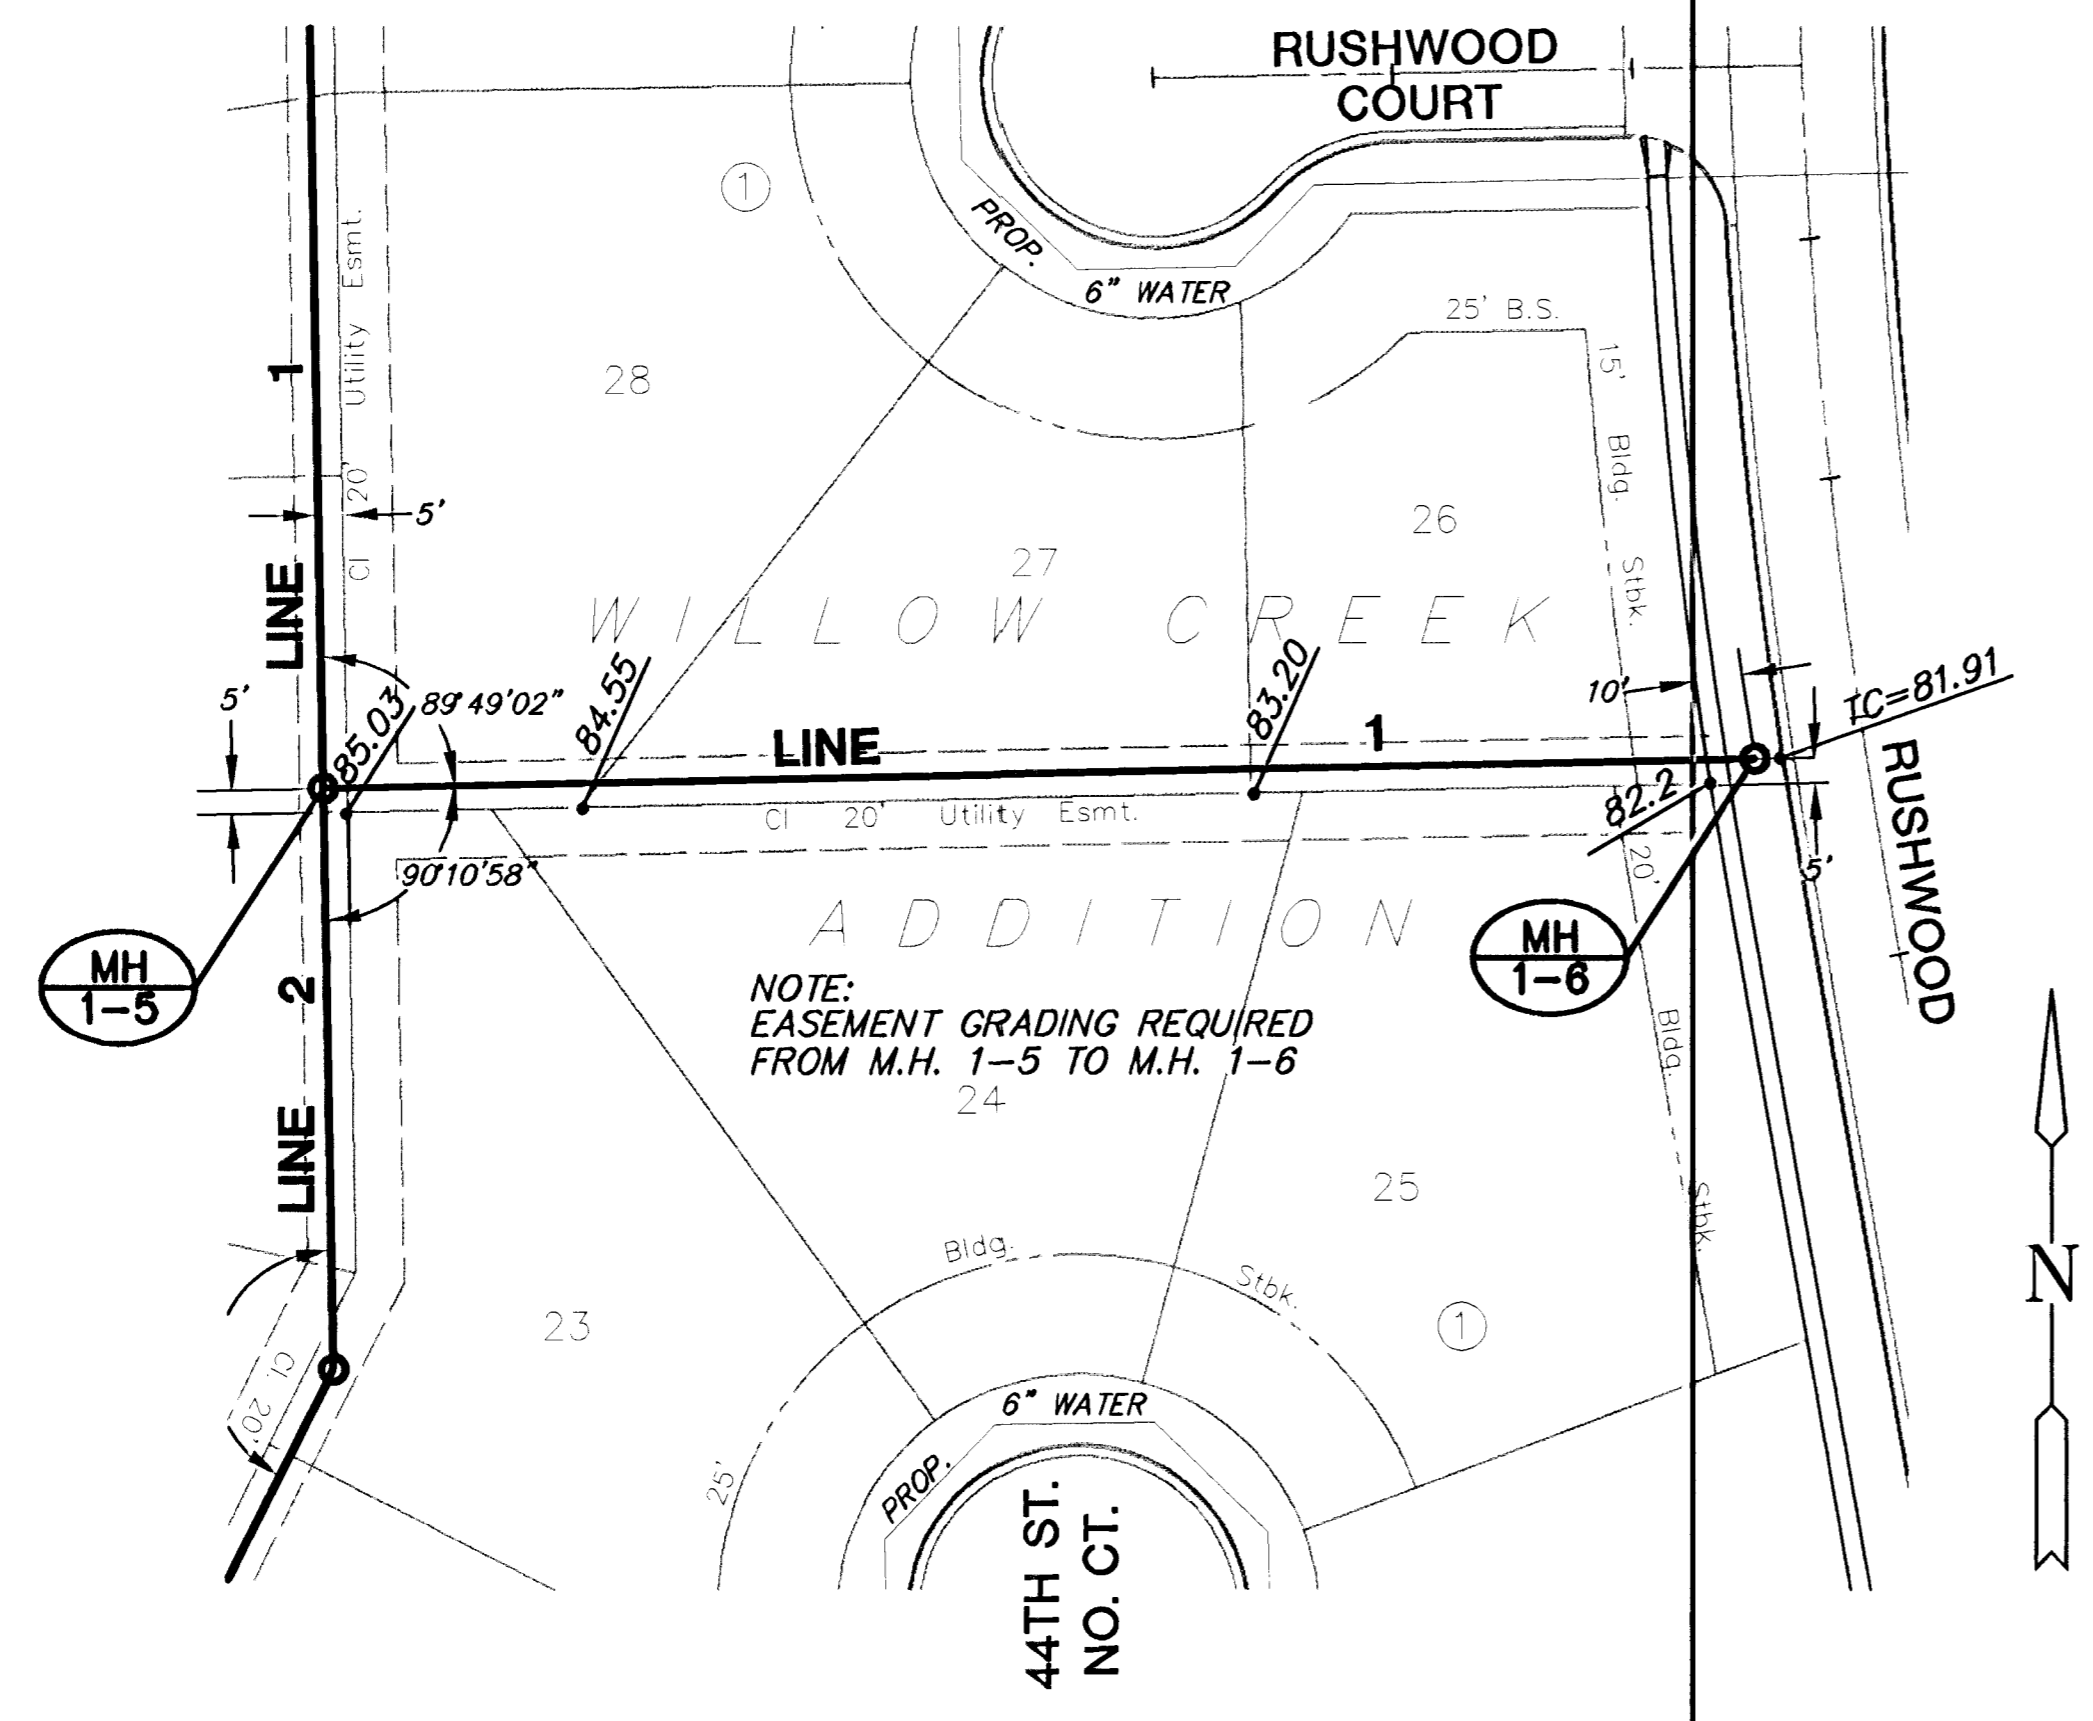 RUSHWOOD
COURT
1
PROP.
6" WATER
Utility Esmt.
25' B.S.
15' Bldg. Stbk.
1
28
Cl 20'
5'
26
27
LINE
WILLOW CREEK
5'
89°49'02"
85.03
84.55
83.20
10'
TC=81.91
LINE 1
82.2
RUSHWOOD
Cl 20' Utility Esmt.
90°10'58"
20' Bldg. Stbk.
5'
ADDITION
MH
1-5
MH
1-6
2
NOTE:
EASEMENT GRADING REQUIRED
FROM M.H. 1-5 TO M.H. 1-6
24
LINE
25
Bldg. Stbk.
N
23
1
Cl. 20'
6" WATER
PROP.
25'
44TH ST.
NO. CT.